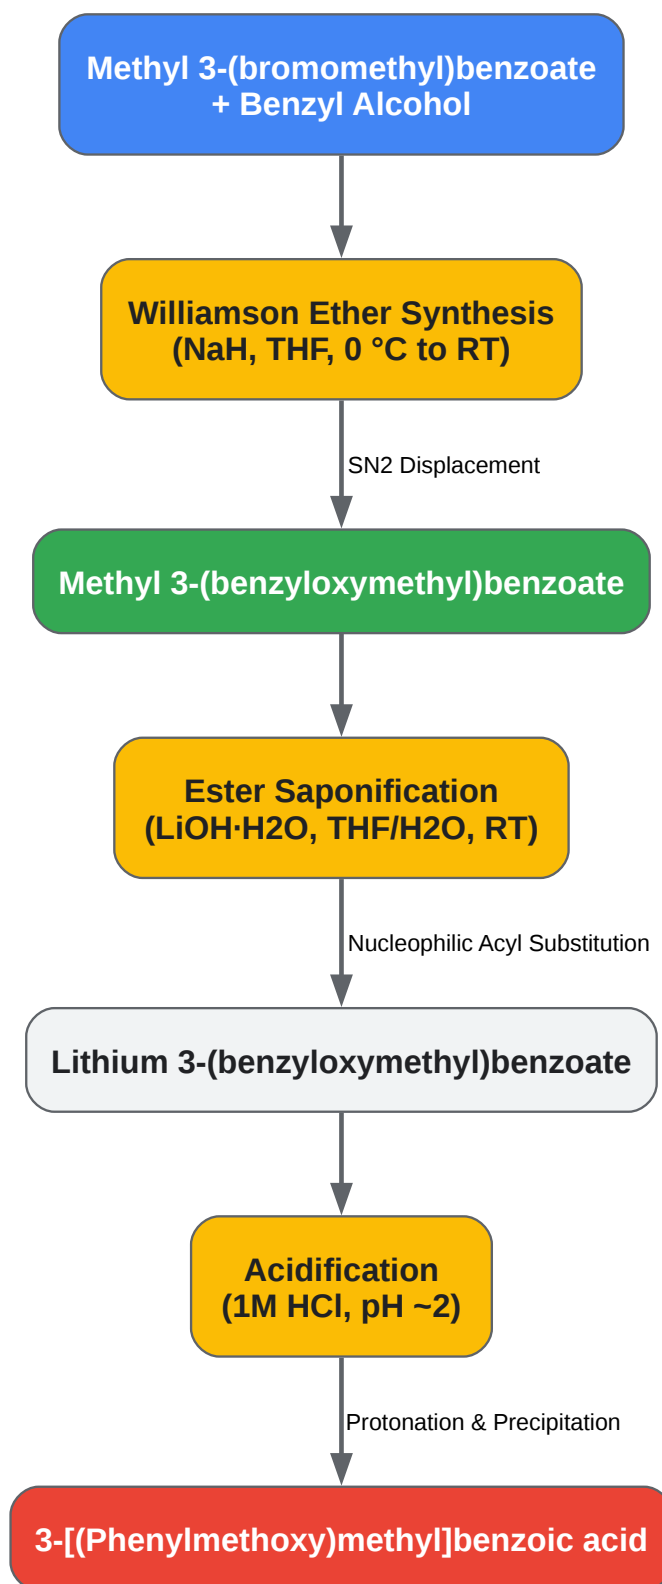 Methyl 3-(bromomethyl)benzoate
+ Benzyl Alcohol
Williamson Ether Synthesis
(NaH, THF, 0 °C to RT)
SN2 Displacement
Methyl 3-(benzyloxymethyl)benzoate
Ester Saponification
(LiOH·H2O, THF/H2O, RT)
Nucleophilic Acyl Substitution
Lithium 3-(benzyloxymethyl)benzoate
Acidification
(1M HCl, pH ~2)
Protonation & Precipitation
3-[(Phenylmethoxy)methyl]benzoic acid